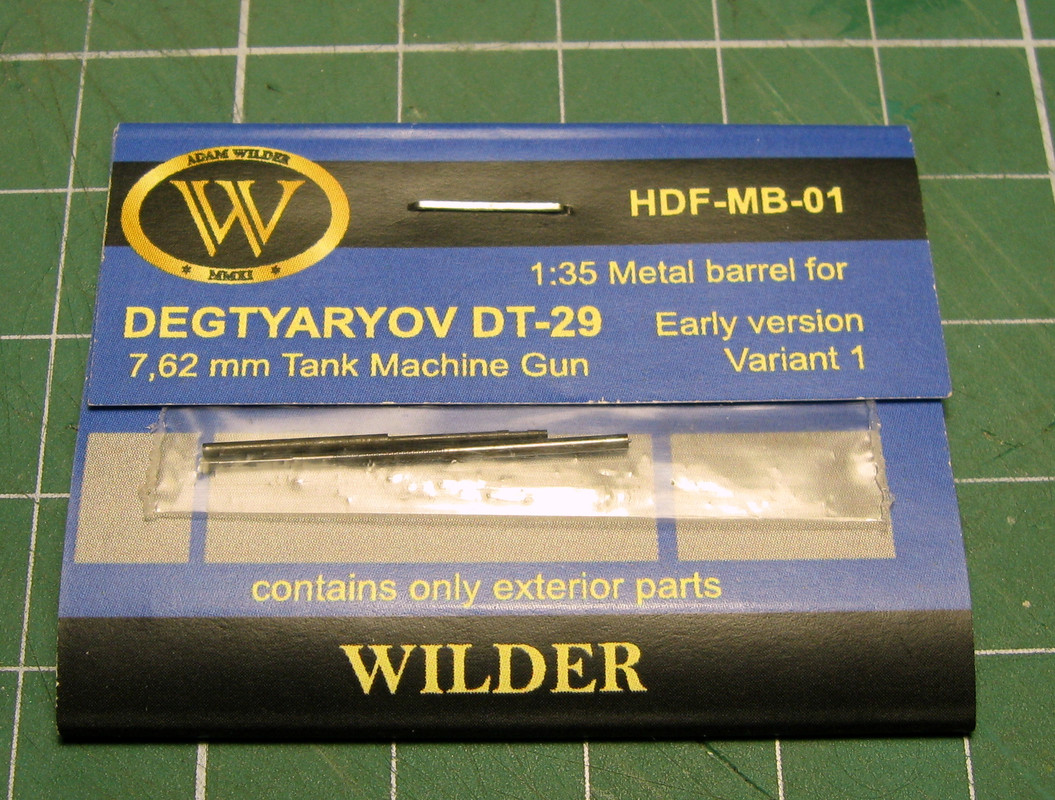 ADAM WILDER
W
MMXI
HDF-MB-01
1:35 Metal barrel for
DEGTYARYOV DT-29
7,62 mm Tank Machine Gun
Early version
Variant 1
contains only exterior parts
WILDER